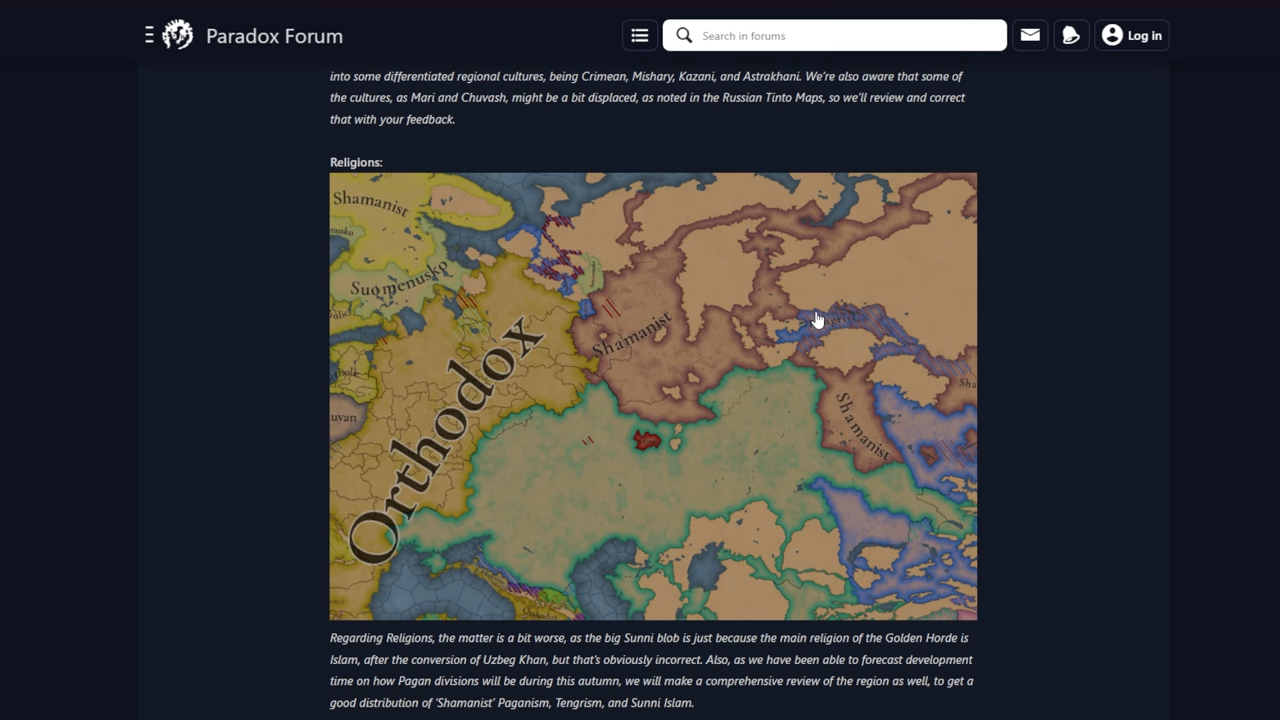 Paradox Forum
Search in forums
Log in
into some differentiated regional cultures, being Crimean, Mishary, Kazani, and Astrakhani. We're also aware that some of
the cultures, as Mari and Chuvash, might be a bit displaced, as noted in the Russian Tinto Maps, so we'll review and correct
that with your feedback.
Religions:
Shamanist
Suomenusko
Orthodox
Shamanist
Shamanist
Regarding Religions, the matter is a bit worse, as the big Sunni blob is just because the main religion of the Golden Horde is
Islam, after the conversion of Uzbeg Khan, but that's obviously incorrect. Also, as we have been able to forecast development
time on how Pagan divisions will be during this autumn, we will make a comprehensive review of the region as well, to get a
good distribution of 'Shamanist' Paganism, Tengrism, and Sunni Islam.